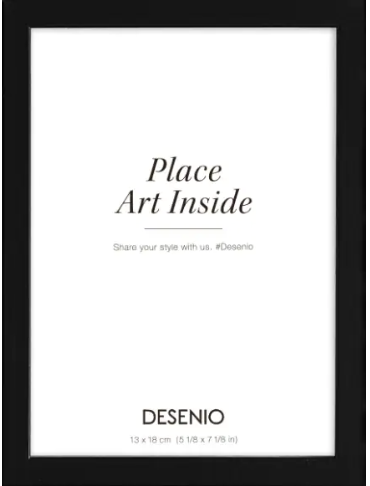 Place
Art Inside
Share your style with us. #Desenio
DESENIO
13 x 18 cm (5 1/8 x 7 1/8 in)